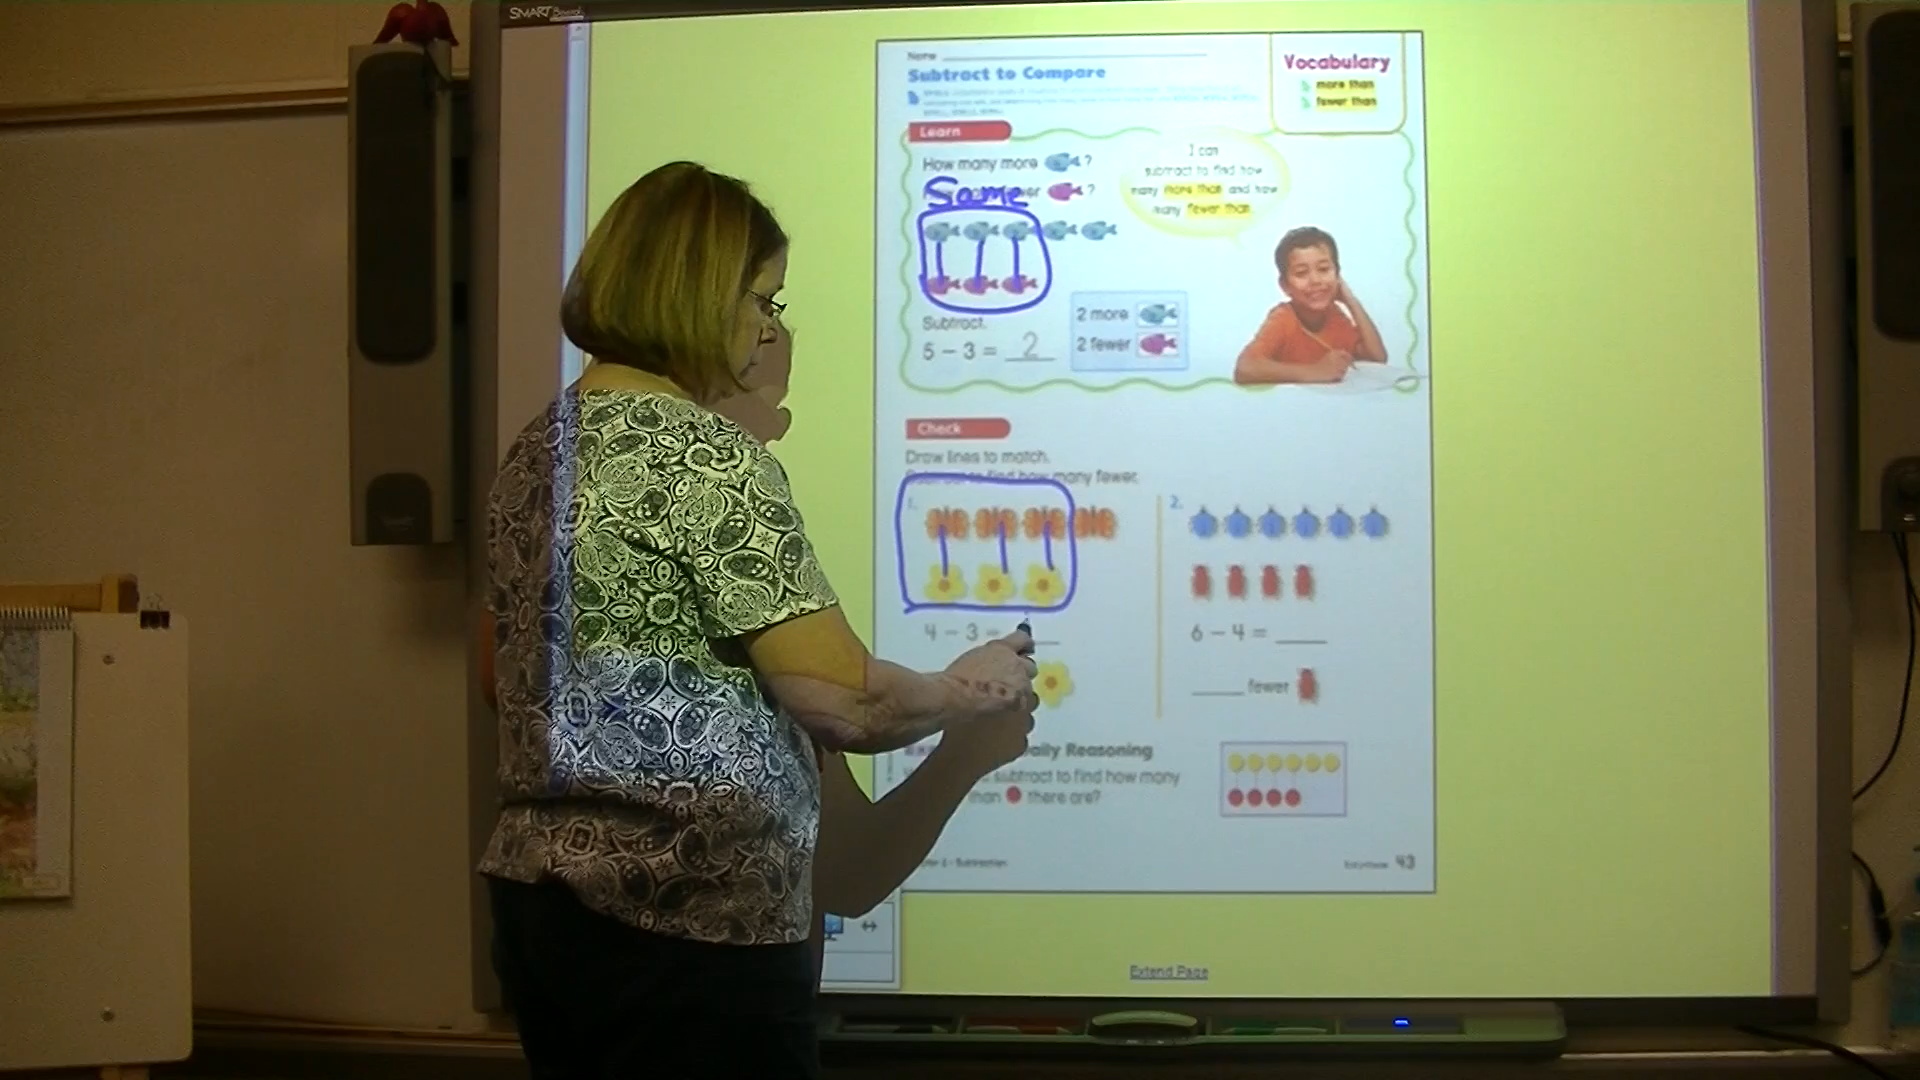 SMART Board
Name
Subtract to Compare
Vocabulary
more than
fewer than
Learn
How many more ?
Same ?
I can
subtract to find how
many more than and how
many fewer than.
Subtract.
5 - 3 = 2
2 more
2 fewer
Check
Draw lines to match.
Subtract to find how many fewer.
1.
2.
4 - 3 =
6 - 4 =
fewer
Reasoning
subtract to find how many
than there are?
43
Extend Page